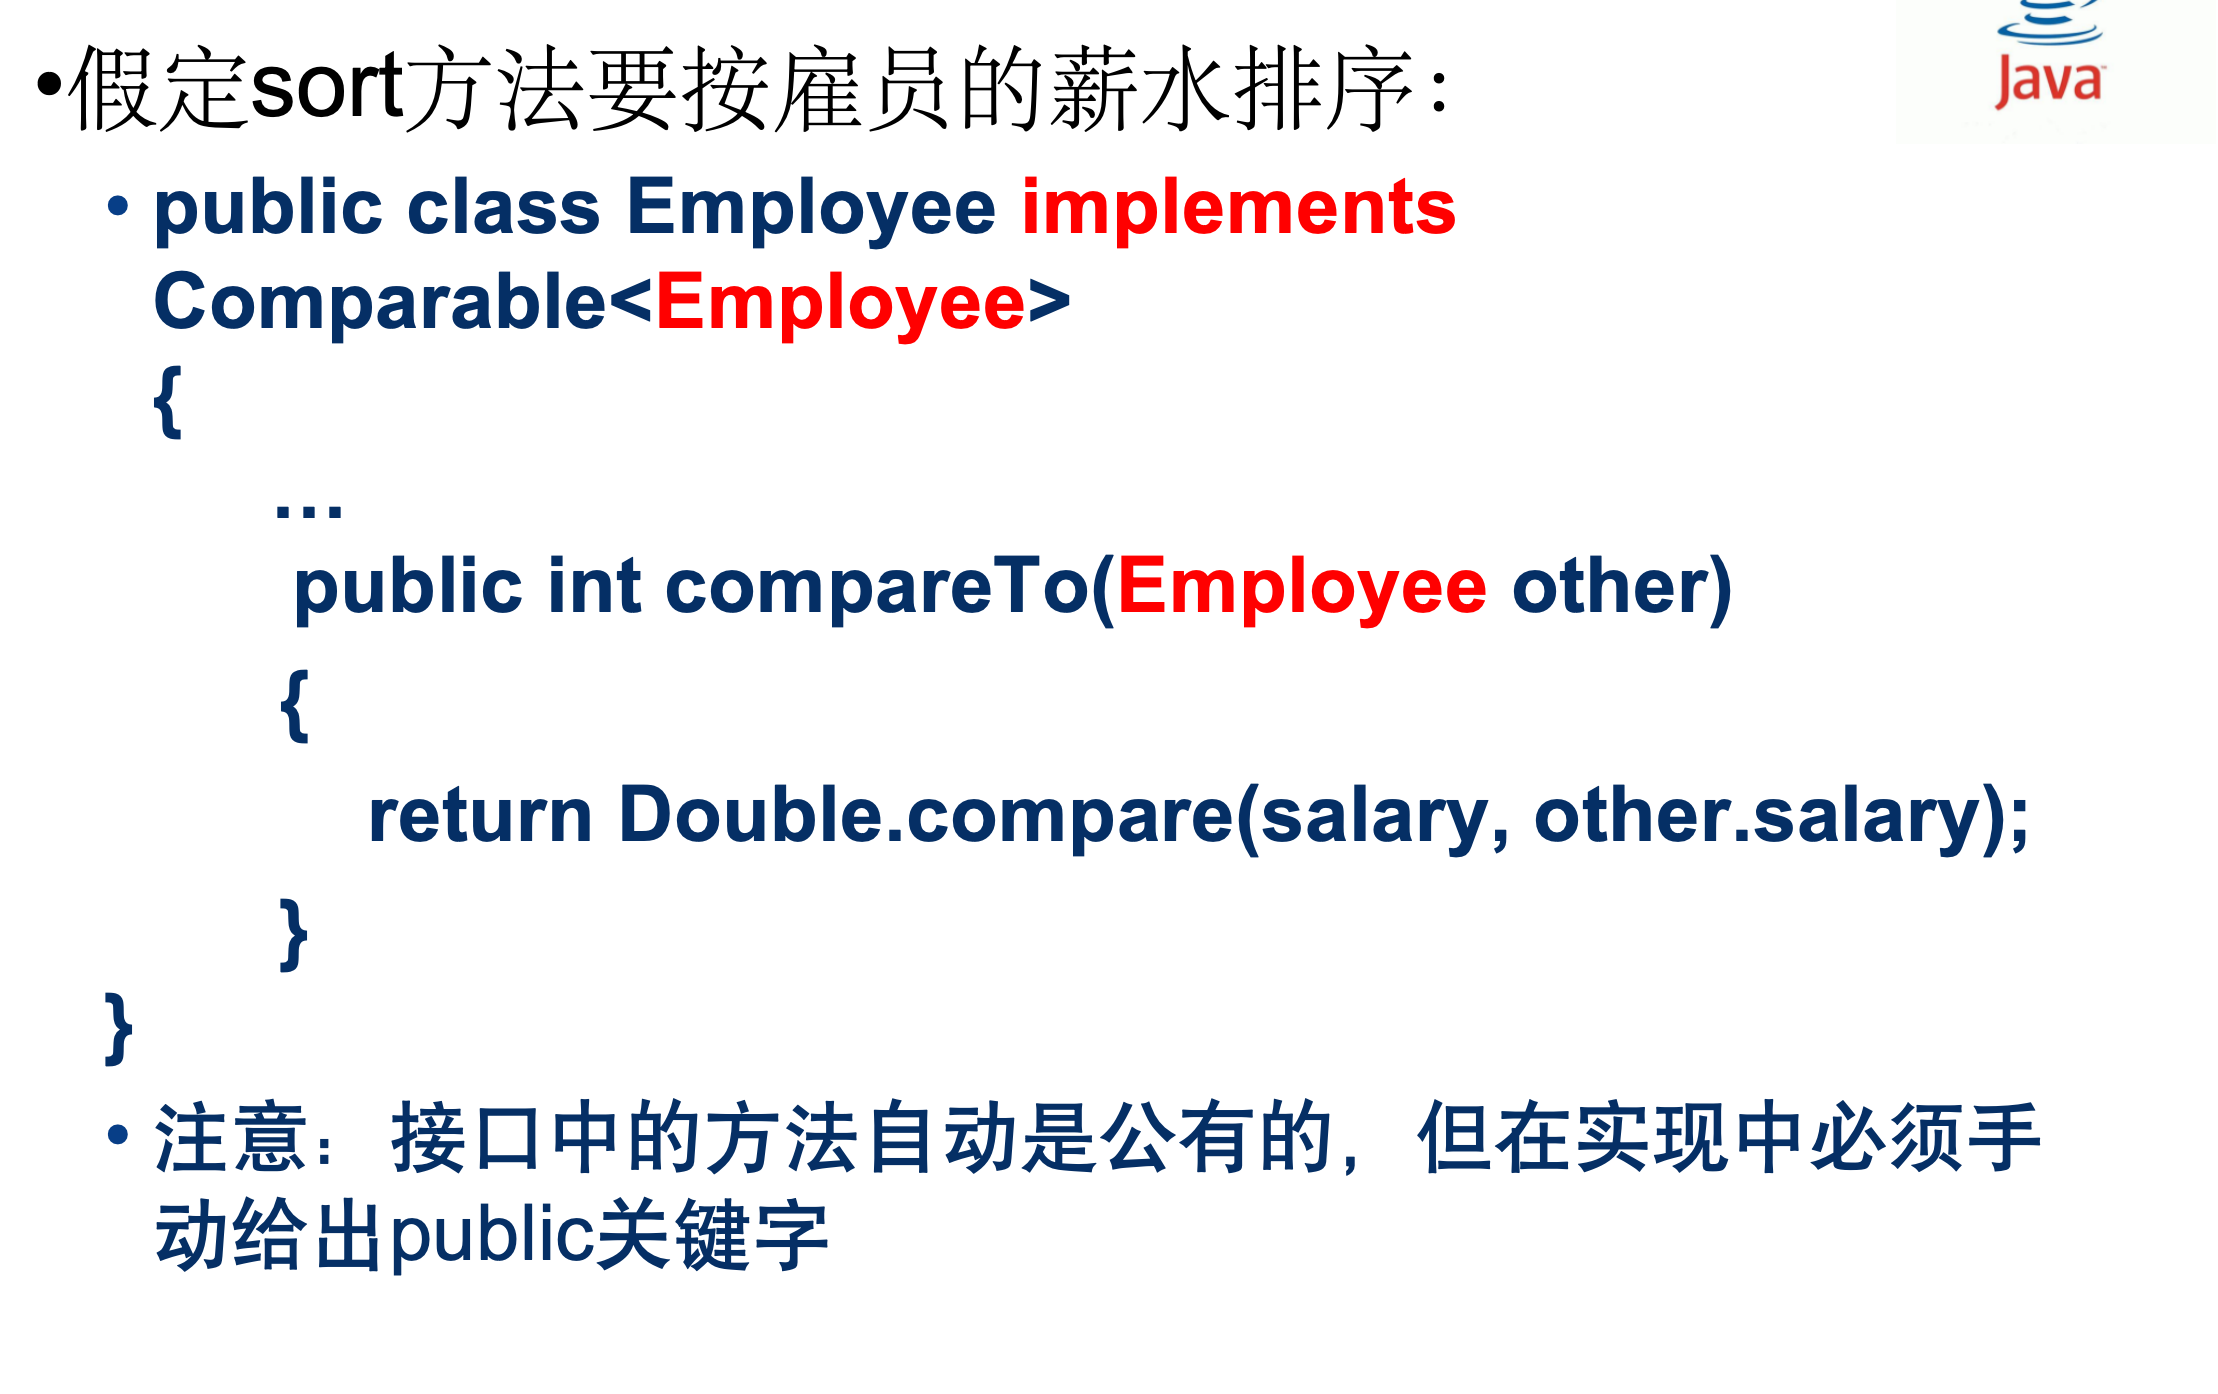 •假定sort方法要按雇员的薪水排序：
Java
• public class Employee implements
Comparable<Employee>
{
…
public int compareTo(Employee other)
{
return Double.compare(salary, other.salary);
}
}
• 注意：接口中的方法自动是公有的，但在实现中必须手
动给出public关键字